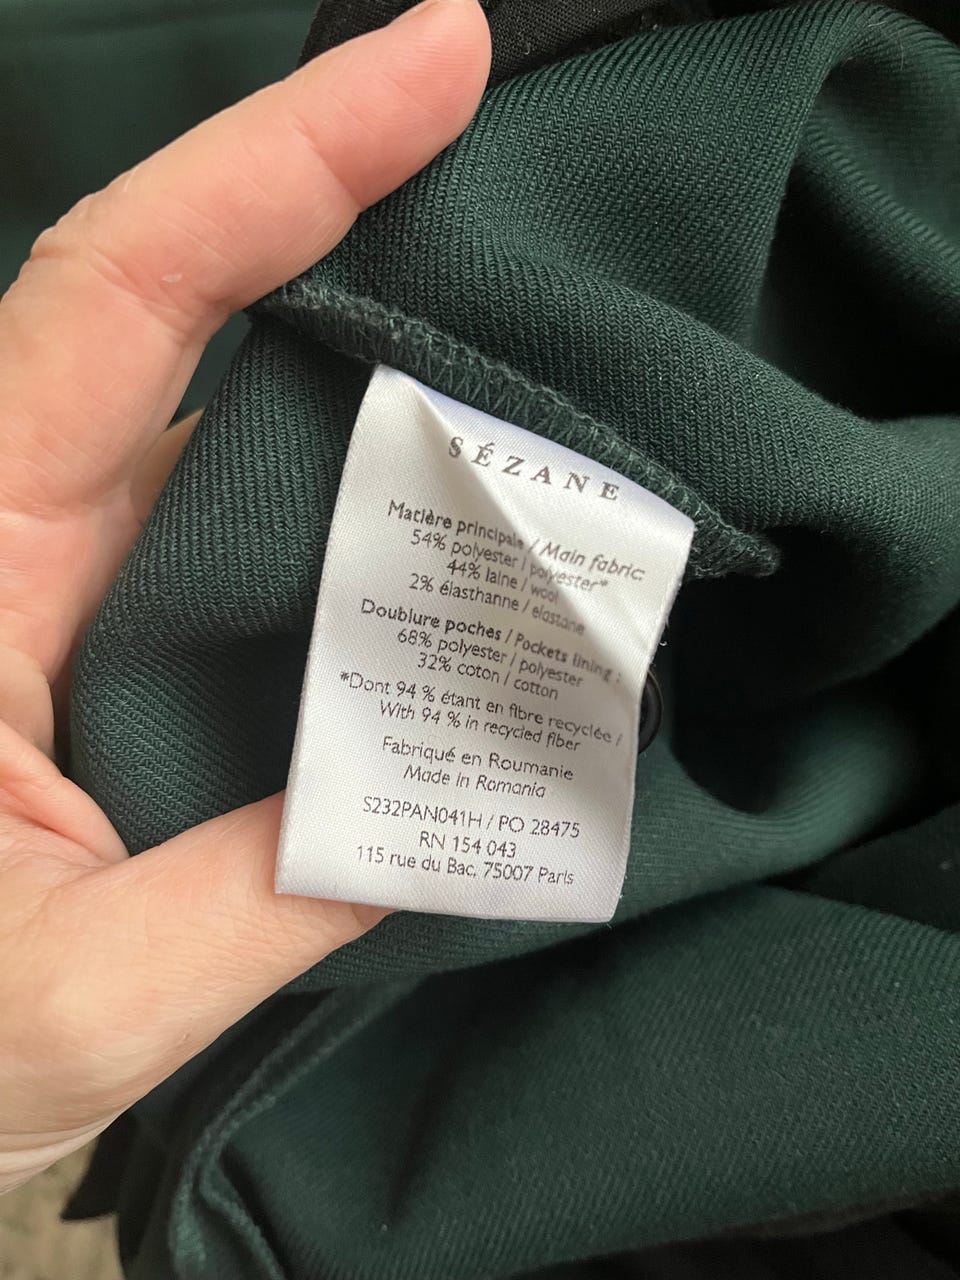 SÉZANE
Matière principale / Main fabric:
54% polyester / polyester*
44% laine / wool
2% élasthanne / elastane
Doublure poches / Pockets lining :
68% polyester / polyester
32% coton / cotton
*Dont 94 % étant en fibre recyclée /
With 94 % in recycled fiber
Fabriqué en Roumanie
Made in Romania
S232PAN041H / PO 28475
RN 154 043
115 rue du Bac, 75007 Paris